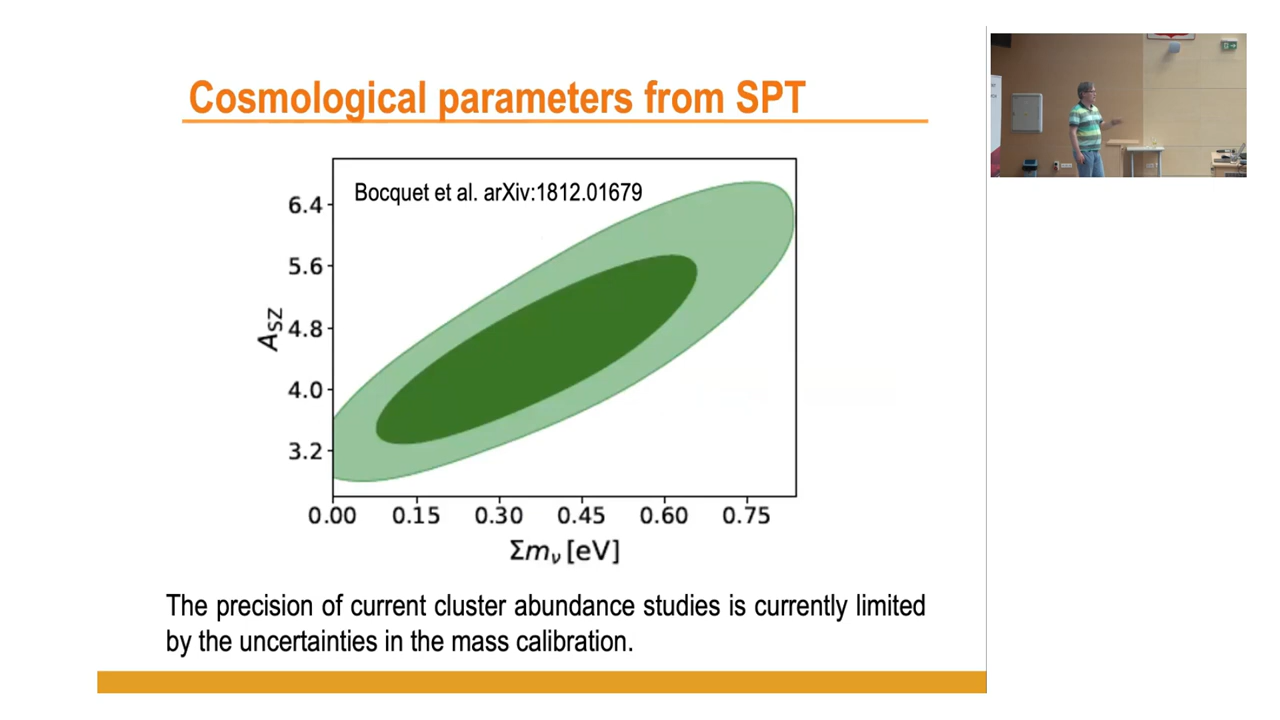 Cosmological parameters from SPT
Bocquet et al. arXiv:1812.01679
6.4
5.6
4.8
4.0
3.2
A_SZ
0.00 0.15 0.30 0.45 0.60 0.75
Σm_ν [eV]
The precision of current cluster abundance studies is currently limited
by the uncertainties in the mass calibration.